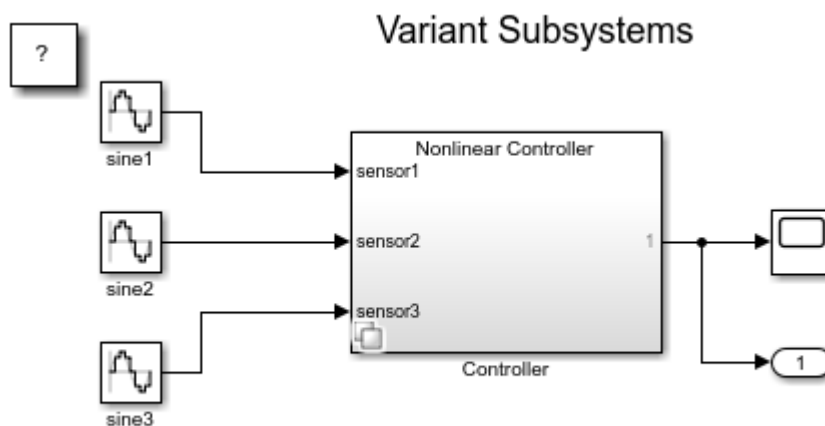 Variant Subsystems
?
sine1
Nonlinear Controller
sensor1
sine2
sensor2
1
sine3
sensor3
Controller
1